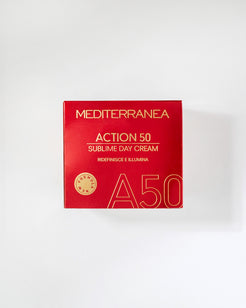 MEDITERRANEA
ACTION 50
SUBLIME DAY CREAM
RIDEFINISCE E ILLUMINA
A50